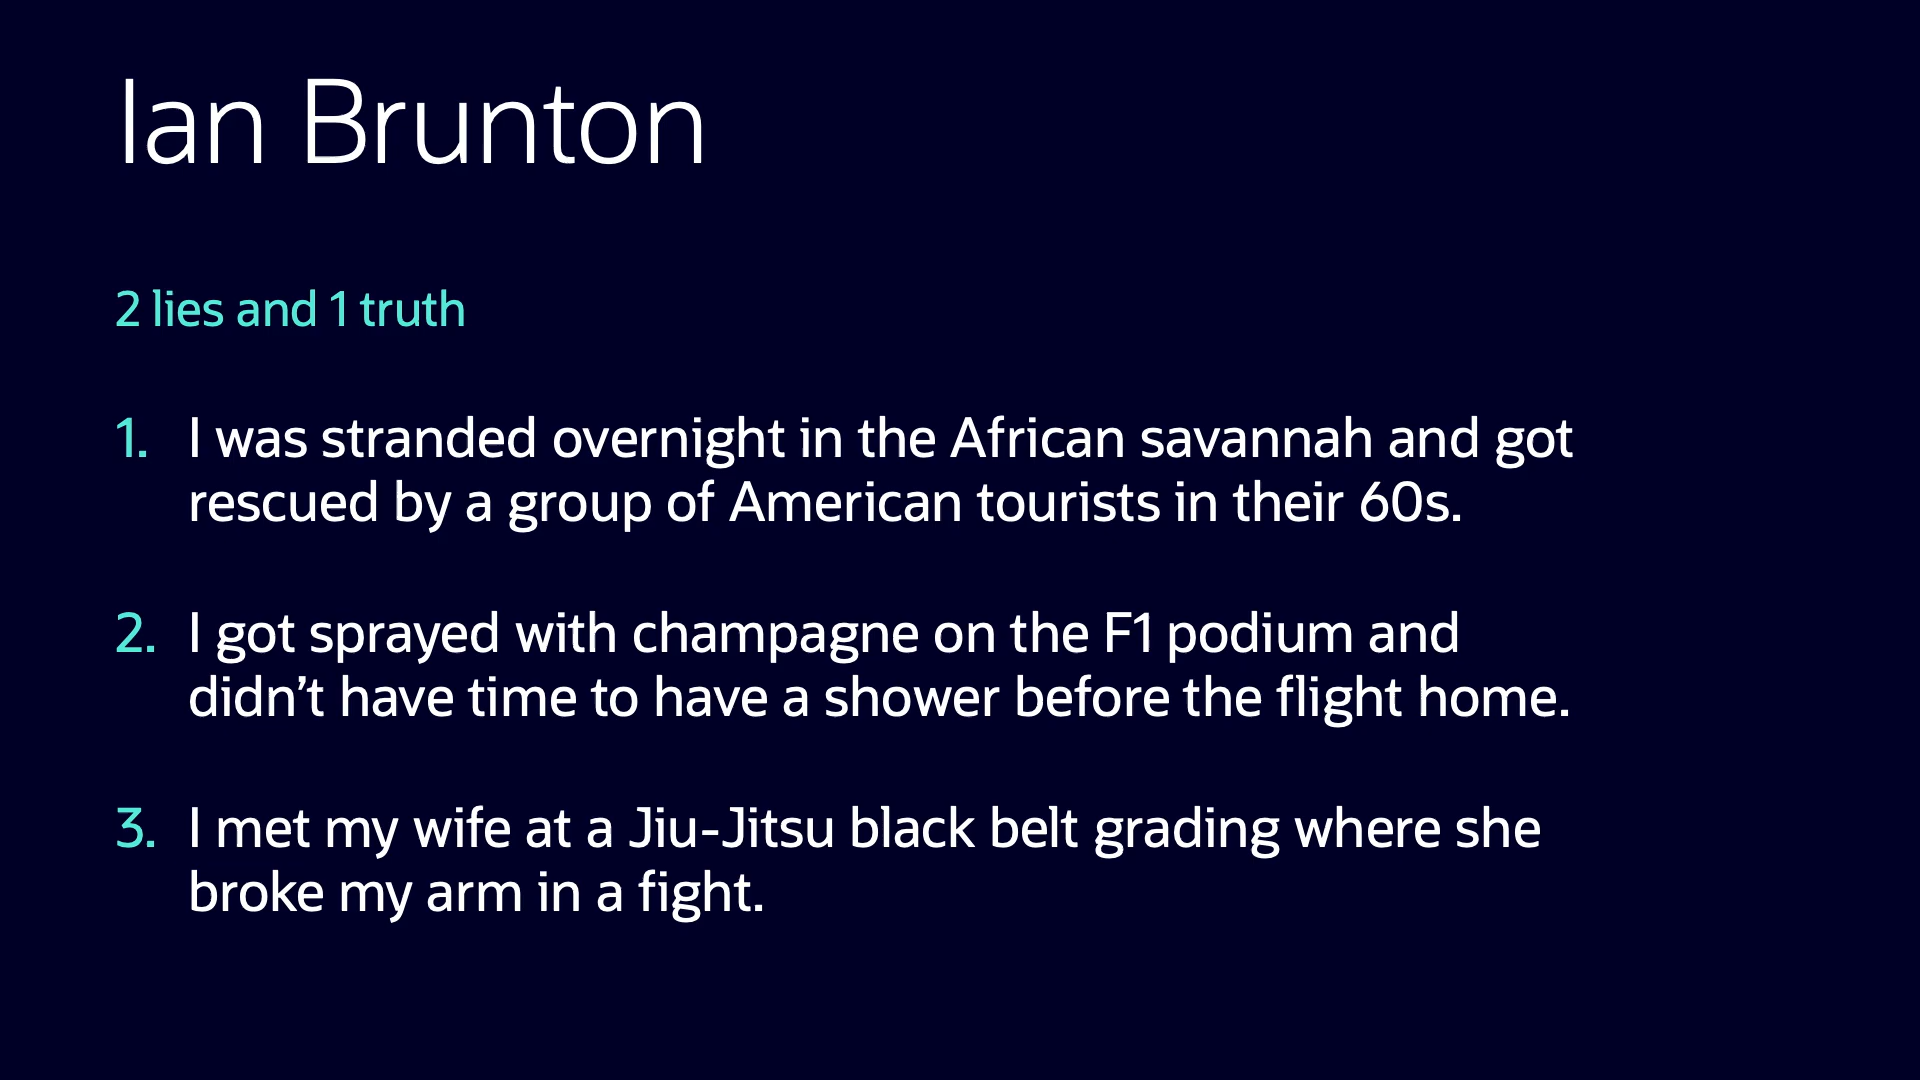 Ian Brunton
2 lies and 1 truth
1. I was stranded overnight in the African savannah and got
rescued by a group of American tourists in their 60s.
2. I got sprayed with champagne on the F1 podium and
didn’t have time to have a shower before the flight home.
3. I met my wife at a Jiu-Jitsu black belt grading where she
broke my arm in a fight.